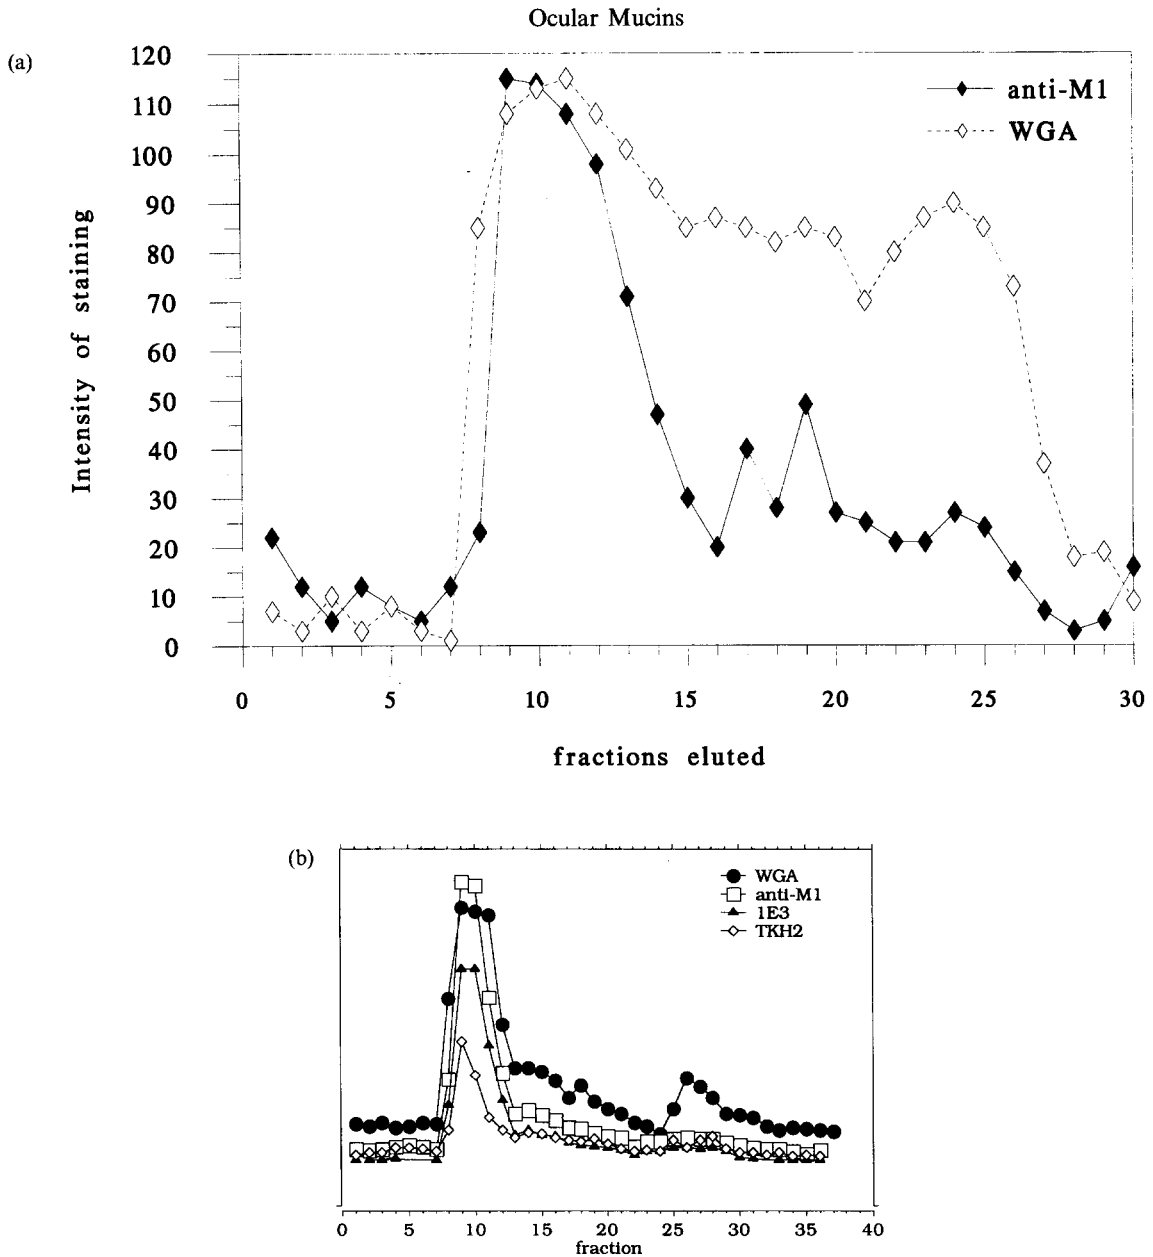 Ocular Mucins
(a)
120
110
100
90
80
70
60
50
40
30
20
10
0
Intensity of staining
anti-M1
WGA
0 5 10 15 20 25 30
fractions eluted
(b)
WGA
anti-M1
1E3
TKH2
0 5 10 15 20 25 30 35 40
fraction